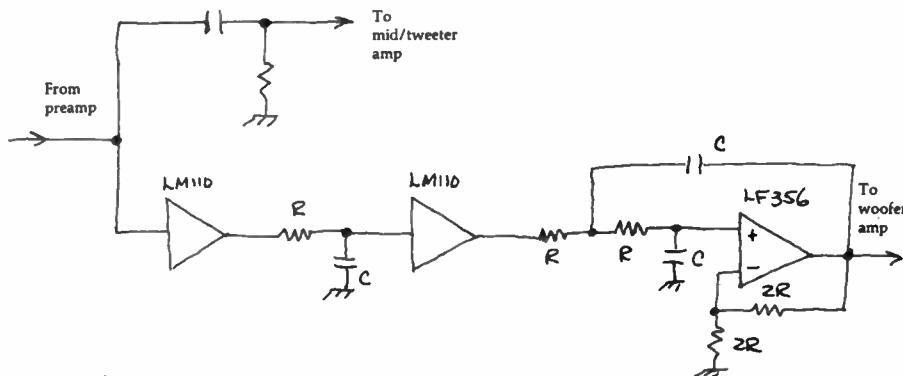 To
mid/tweeter
amp
From
preamp
C
LM110
LM110
LF356
To
woofer
amp
R
C
R
R
C
+
-
2R
2R